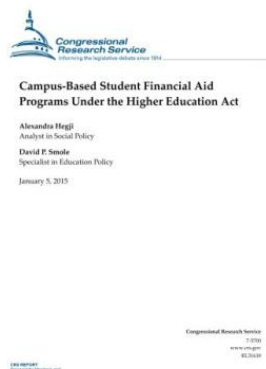 Congressional
Research Service
Informing the legislative debate since 1914
Campus-Based Student Financial Aid
Programs Under the Higher Education Act
Alexandra Hegji
Analyst in Social Policy
David P. Smole
Specialist in Education Policy
January 5, 2015
Congressional Research Service
7-5700
www.crs.gov
CRS REPORT